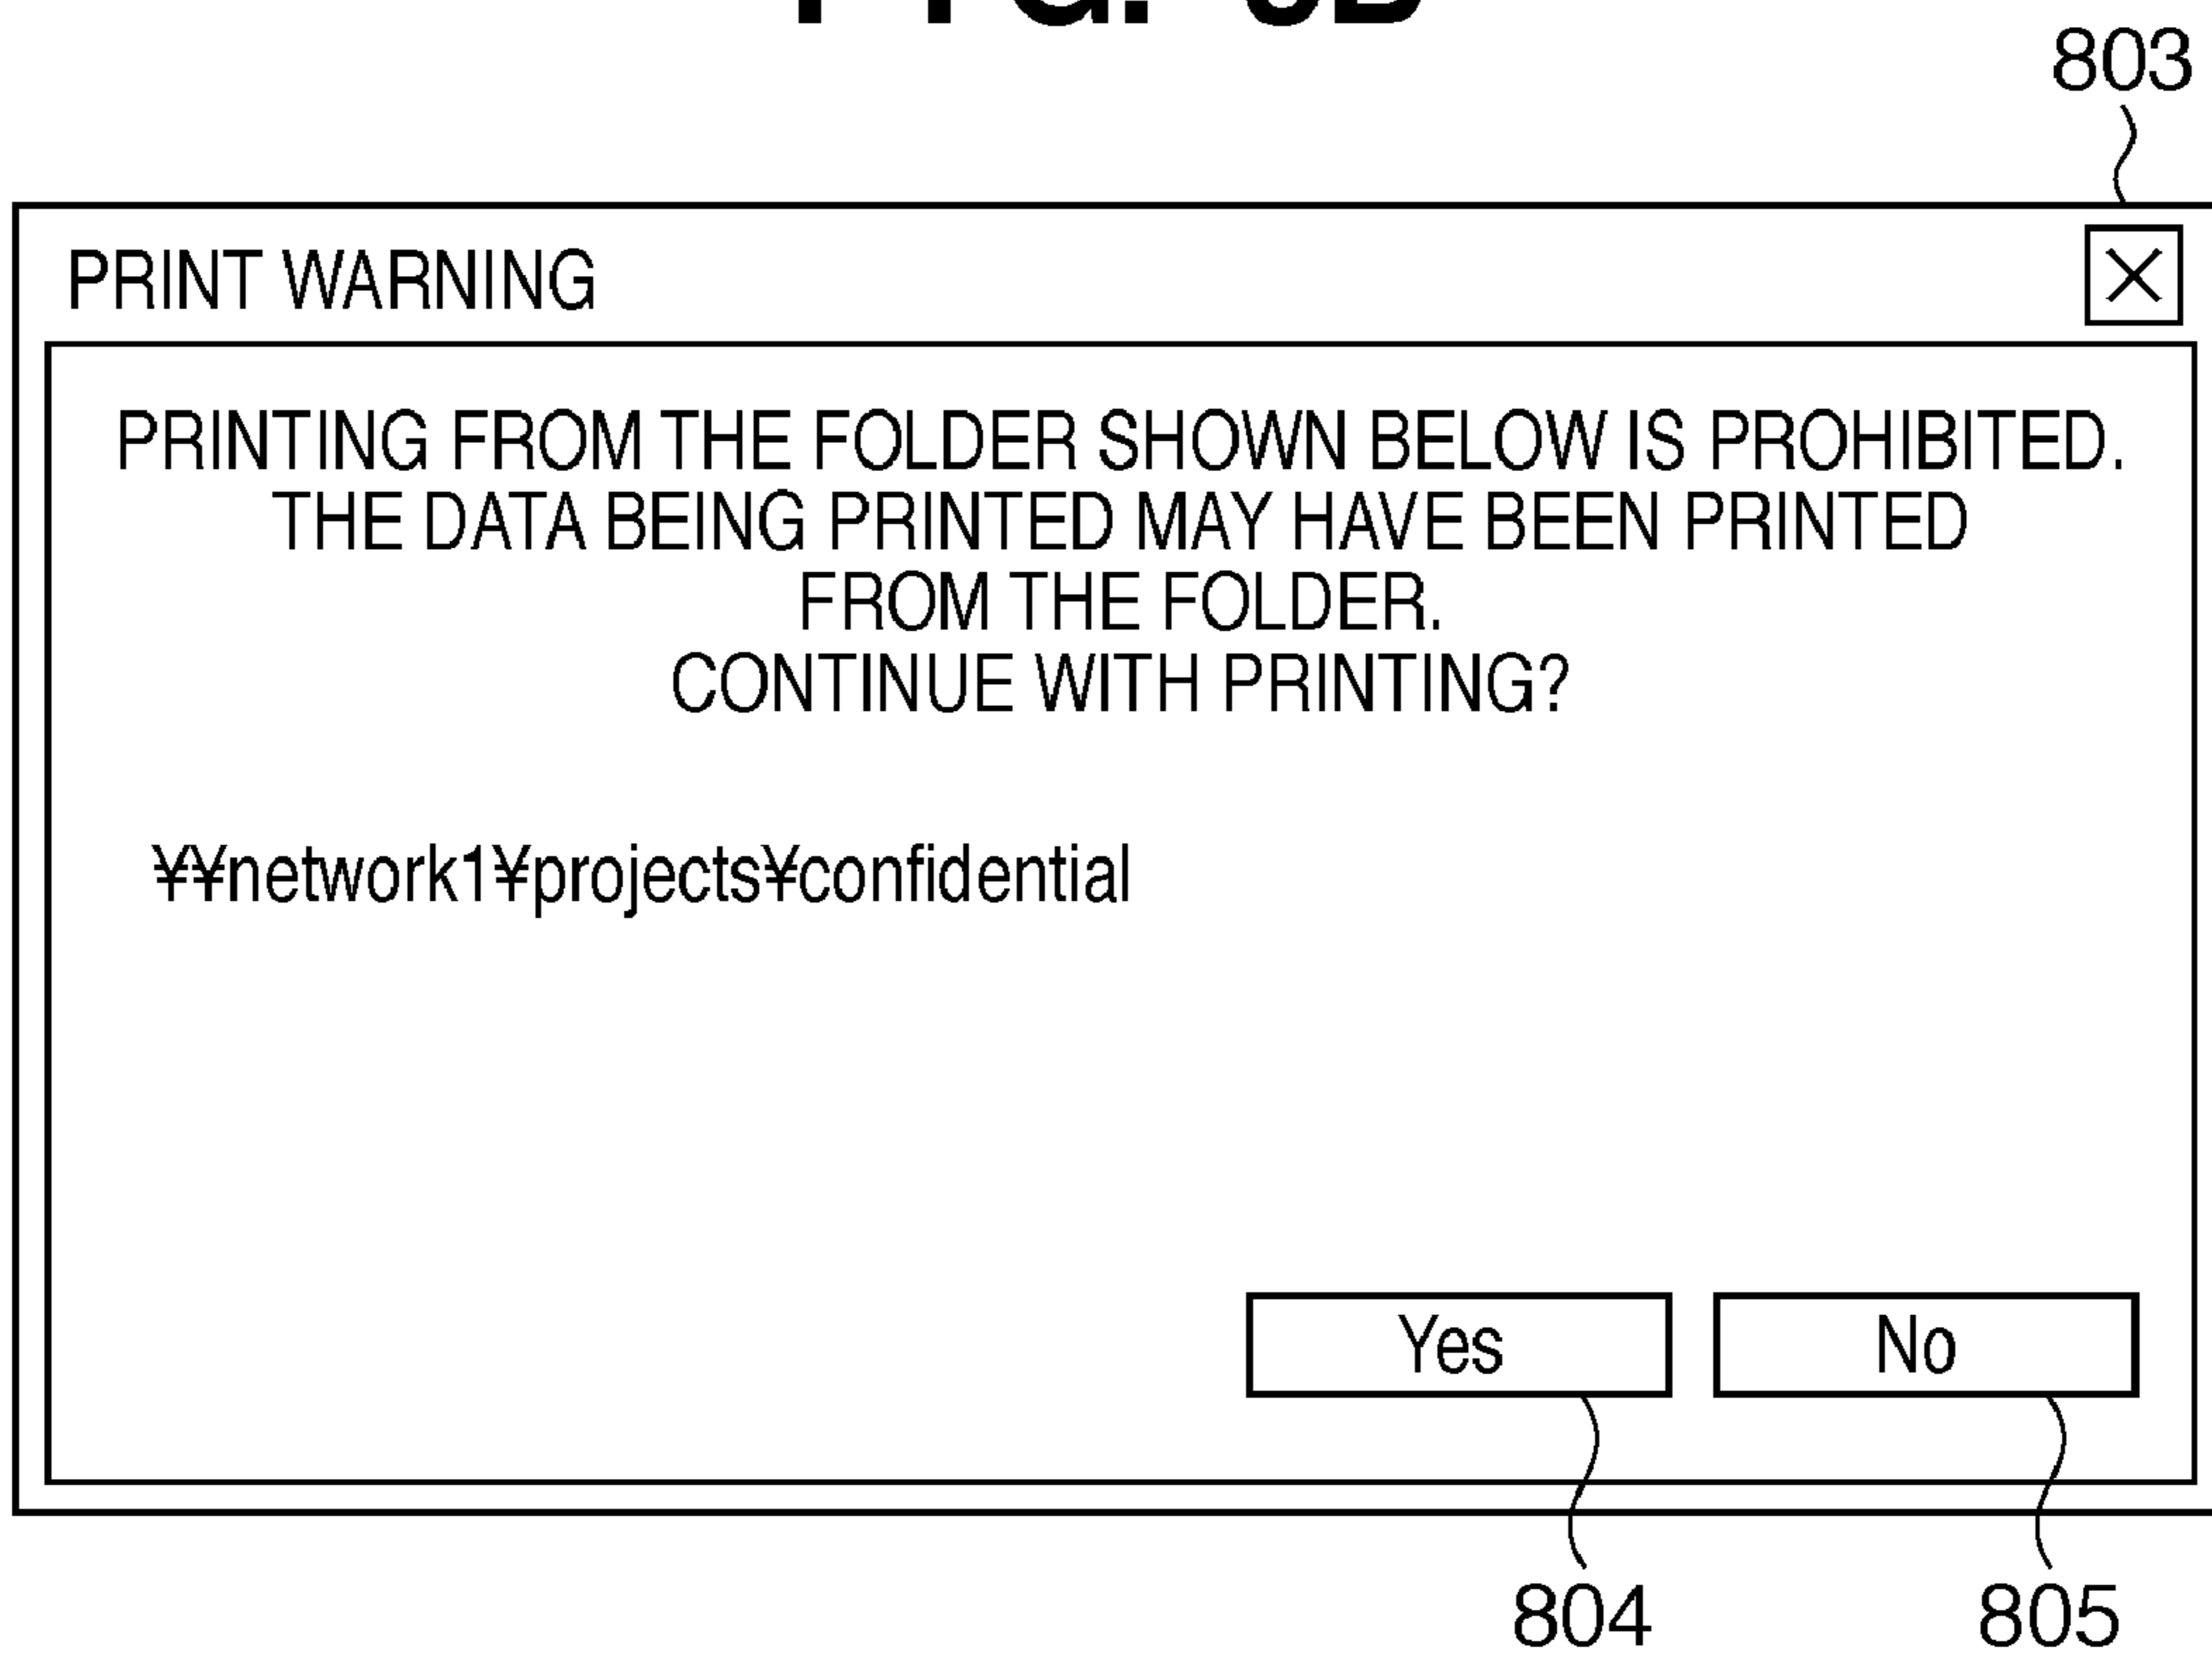 803
PRINT WARNING
PRINTING FROM THE FOLDER SHOWN BELOW IS PROHIBITED.
THE DATA BEING PRINTED MAY HAVE BEEN PRINTED
FROM THE FOLDER.
CONTINUE WITH PRINTING?
¥¥network1¥projects¥confidential
Yes No
804 805